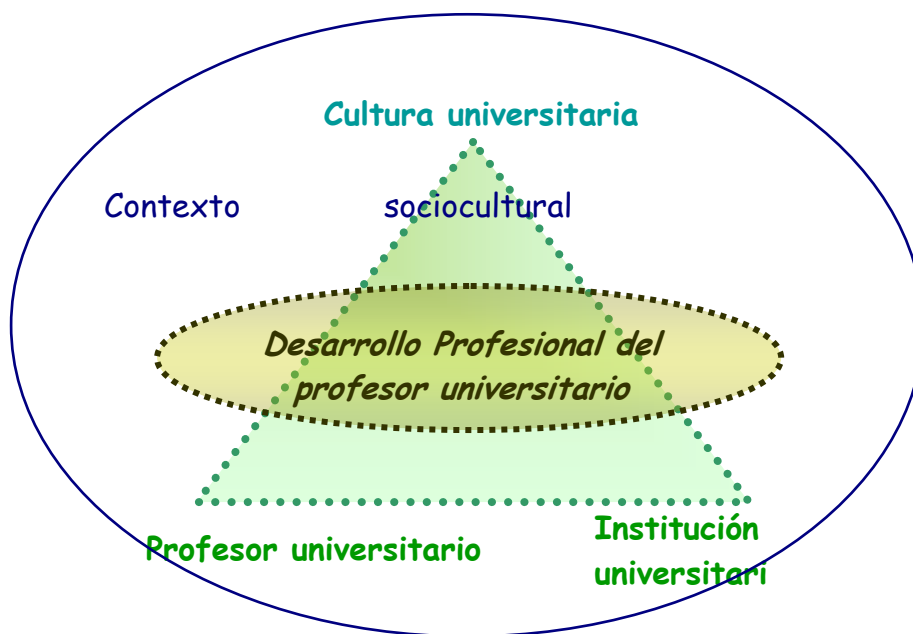 Cultura universitaria
Contexto sociocultural
Desarrollo Profesional del
profesor universitario
Profesor universitario
Institución
universitari